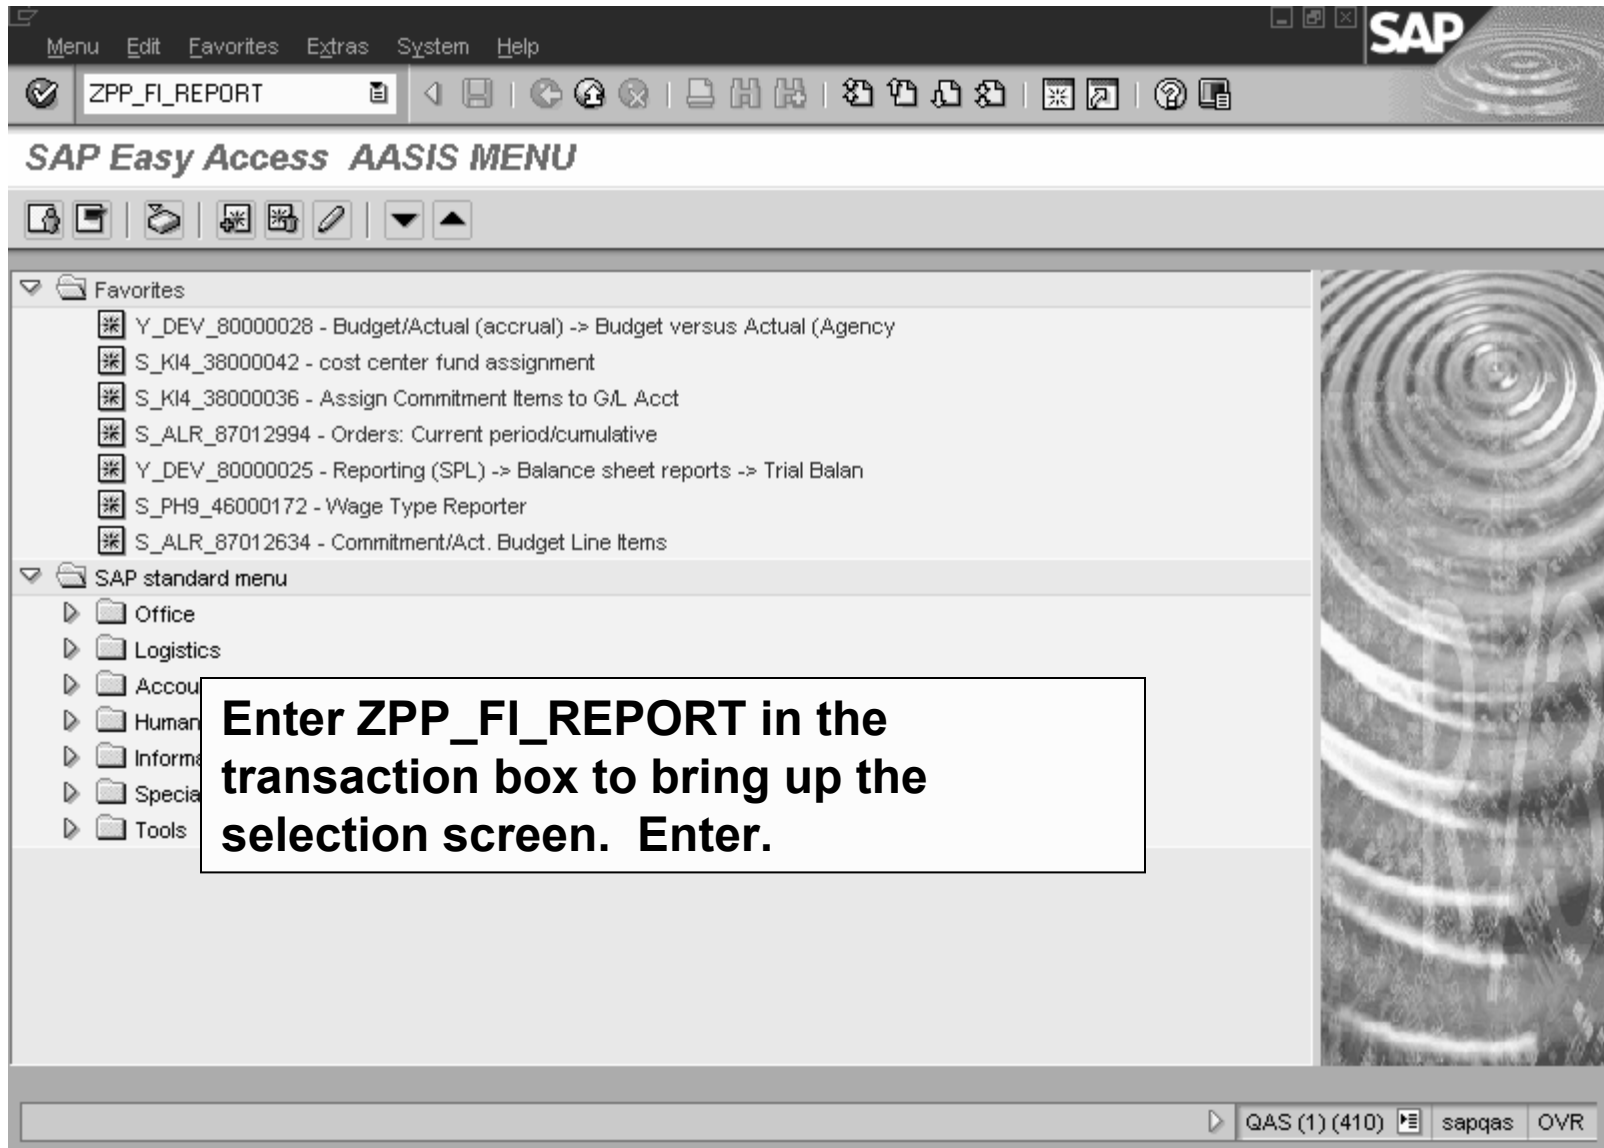 SAP
Menu Edit Favorites Extras System Help
ZPP_FI_REPORT
SAP Easy Access AASIS MENU
Favorites
Y_DEV_80000028 - Budget/Actual (accrual) -> Budget versus Actual (Agency
S_KI4_38000042 - cost center fund assignment
S_KI4_38000036 - Assign Commitment Items to G/L Acct
S_ALR_87012994 - Orders: Current period/cumulative
Y_DEV_80000025 - Reporting (SPL) -> Balance sheet reports -> Trial Balan
S_PH9_46000172 - Wage Type Reporter
S_ALR_87012634 - Commitment/Act. Budget Line Items
SAP standard menu
Office
Logistics
Accou
Human
Informa
Specia
Tools
Enter ZPP_FI_REPORT in the
transaction box to bring up the
selection screen. Enter.
QAS (1) (410) sapqas OVR